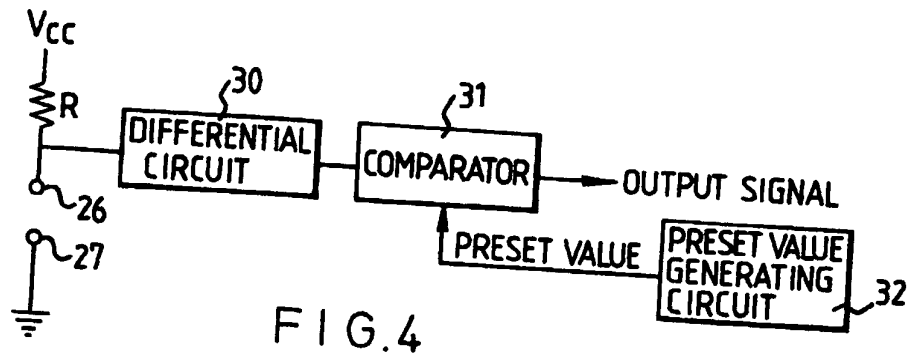 VCC
R
30
DIFFERENTIAL
CIRCUIT
31
COMPARATOR
OUTPUT SIGNAL
26
27
PRESET VALUE
PRESET VALUE
GENERATING
CIRCUIT
32
FIG.4